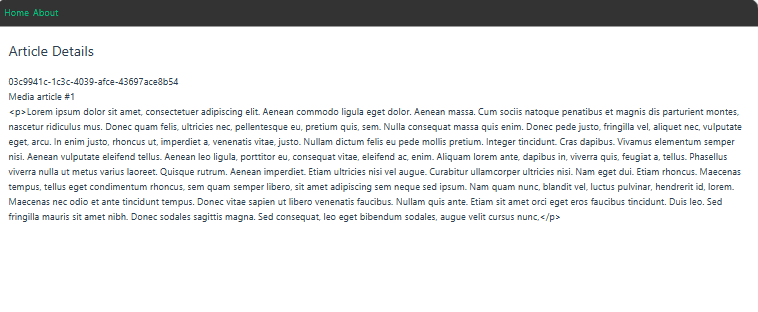 Home About
Article Details
03c9941c-1c3c-4039-afce-43697ace8b54
Media article #1
<p>Lorem ipsum dolor sit amet, consectetuer adipiscing elit. Aenean commodo ligula eget dolor. Aenean massa. Cum sociis natoque penatibus et magnis dis parturient montes,
nascetur ridiculus mus. Donec quam felis, ultricies nec, pellentesque eu, pretium quis, sem. Nulla consequat massa quis enim. Donec pede justo, fringilla vel, aliquet nec, vulputate
eget, arcu. In enim justo, rhoncus ut, imperdiet a, venenatis vitae, justo. Nullam dictum felis eu pede mollis pretium. Integer tincidunt. Cras dapibus. Vivamus elementum semper
nisi. Aenean vulputate eleifend tellus. Aenean leo ligula, porttitor eu, consequat vitae, eleifend ac, enim. Aliquam lorem ante, dapibus in, viverra quis, feugiat a, tellus. Phasellus
viverra nulla ut metus varius laoreet. Quisque rutrum. Aenean imperdiet. Etiam ultricies nisi vel augue. Curabitur ullamcorper ultricies nisi. Nam eget dui. Etiam rhoncus. Maecenas
tempus, tellus eget condimentum rhoncus, sem quam semper libero, sit amet adipiscing sem neque sed ipsum. Nam quam nunc, blandit vel, luctus pulvinar, hendrerit id, lorem.
Maecenas nec odio et ante tincidunt tempus. Donec vitae sapien ut libero venenatis faucibus. Nullam quis ante. Etiam sit amet orci eget eros faucibus tincidunt. Duis leo. Sed
fringilla mauris sit amet nibh. Donec sodales sagittis magna. Sed consequat, leo eget bibendum sodales, augue velit cursus nunc,</p>